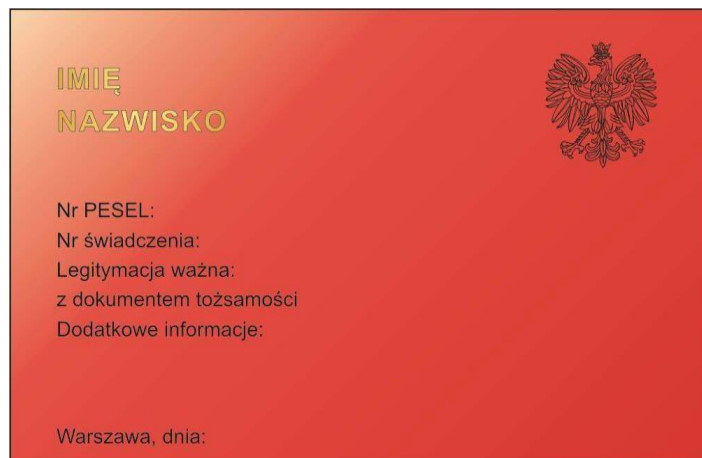 IMIĘ
NAZWISKO
Nr PESEL:
Nr świadczenia:
Legitymacja ważna:
z dokumentem tożsamości
Dodatkowe informacje:
Warszawa, dnia: